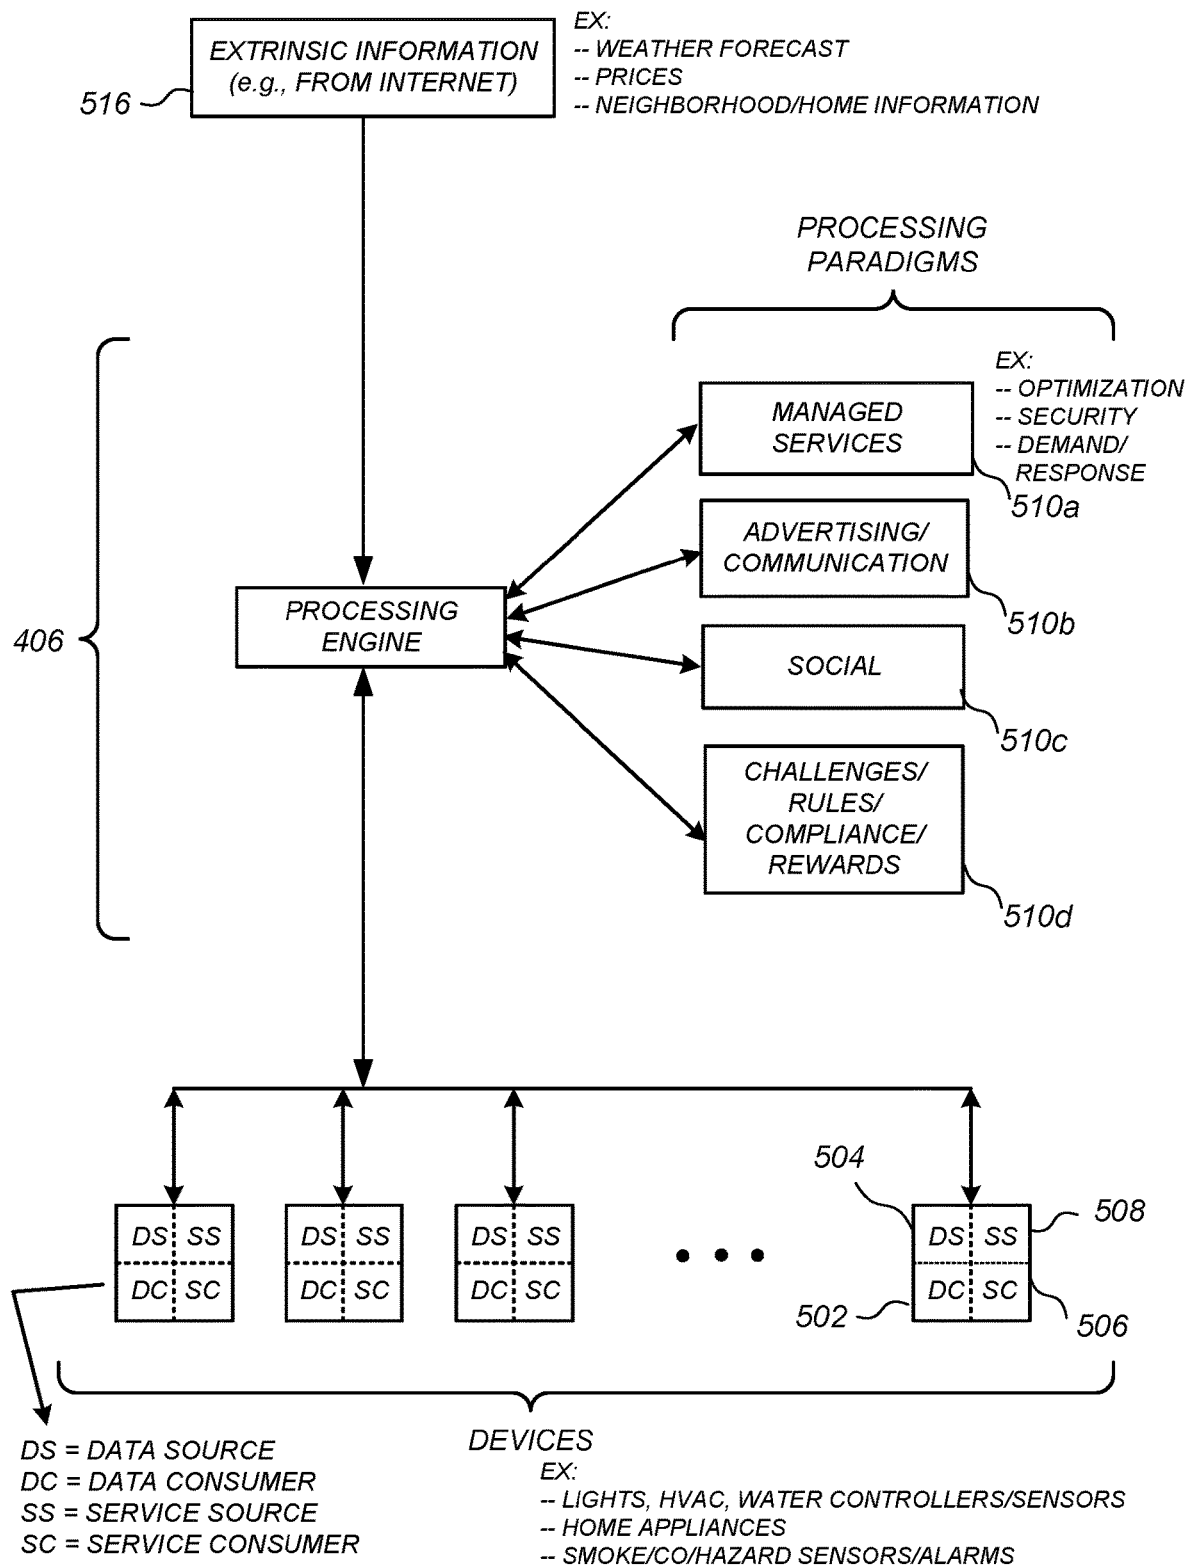 EXTRINSIC INFORMATION
(e.g., FROM INTERNET)
516
EX:
-- WEATHER FORECAST
-- PRICES
-- NEIGHBORHOOD/HOME INFORMATION
PROCESSING
PARADIGMS
EX:
-- OPTIMIZATION
-- SECURITY
-- DEMAND/
RESPONSE
MANAGED
SERVICES
510a
ADVERTISING/
COMMUNICATION
510b
406
PROCESSING
ENGINE
SOCIAL
510c
CHALLENGES/
RULES/
COMPLIANCE/
REWARDS
510d
504
508
DS SS
DC SC
DS SS
DC SC
DS SS
DC SC
DS SS
DC SC
502
506
DS = DATA SOURCE
DC = DATA CONSUMER
SS = SERVICE SOURCE
SC = SERVICE CONSUMER
DEVICES
EX:
-- LIGHTS, HVAC, WATER CONTROLLERS/SENSORS
-- HOME APPLIANCES
-- SMOKE/CO/HAZARD SENSORS/ALARMS